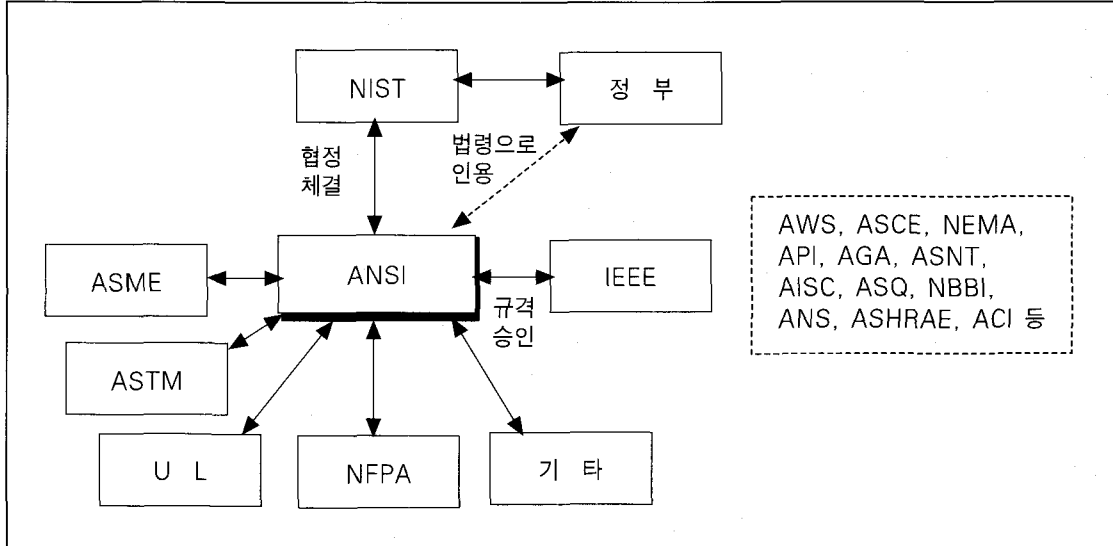 NIST
정 부
협정
체결
법령으로
인용
ASME
ANSI
IEEE
규격
승인
ASTM
U L
NFPA
기 타
AWS, ASCE, NEMA,
API, AGA, ASNT,
AISC, ASQ, NBBI,
ANS, ASHRAE, ACI 등